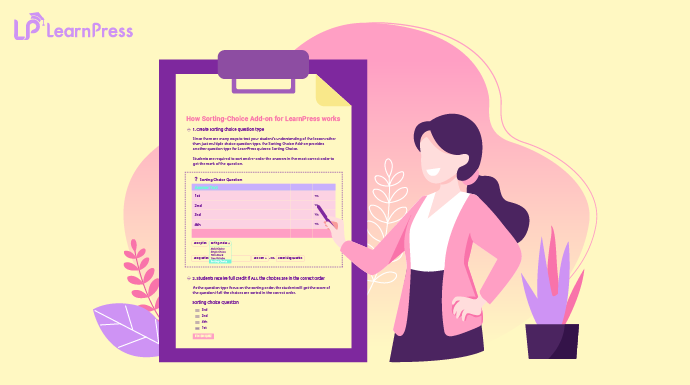 LP LearnPress
How Sorting-Choice Add-on for LearnPress works
1. Create sorting choice question type
Since there are many ways to test your student's understanding of the lesson rather
than just multiple choice question type, the Sorting Choice Add-on provides
another question type for LearnPress quizzes: Sorting Choice.
Students are required to sort and re-order the answers in the most correct order to
get the mark of the question.
Sorting Choice Question
1st
2nd
3rd
4th
2. Students receive full credit if ALL the choices are in the correct order
As the question type focus on the sorting order, the student will get the score of
the question if all the choices are sorted in the correct order.
Sorting choice question
3rd
2nd
4th
1st